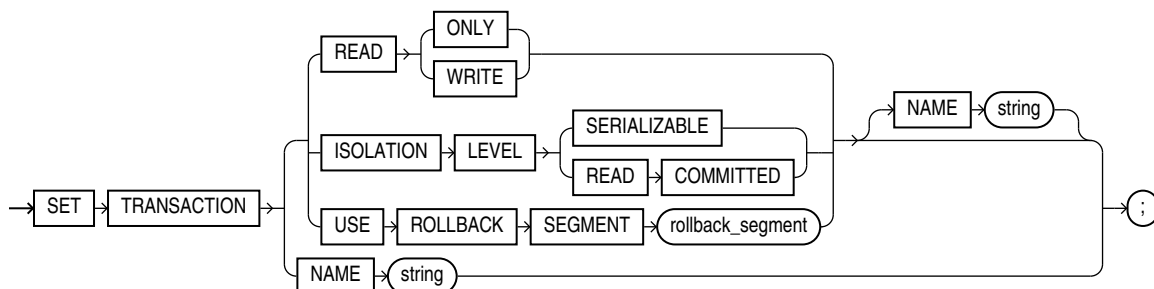 ONLY
READ
WRITE
NAME string
SERIALIZABLE
ISOLATION LEVEL
READ COMMITTED
SET TRANSACTION ;
USE ROLLBACK SEGMENT rollback_segment
NAME string